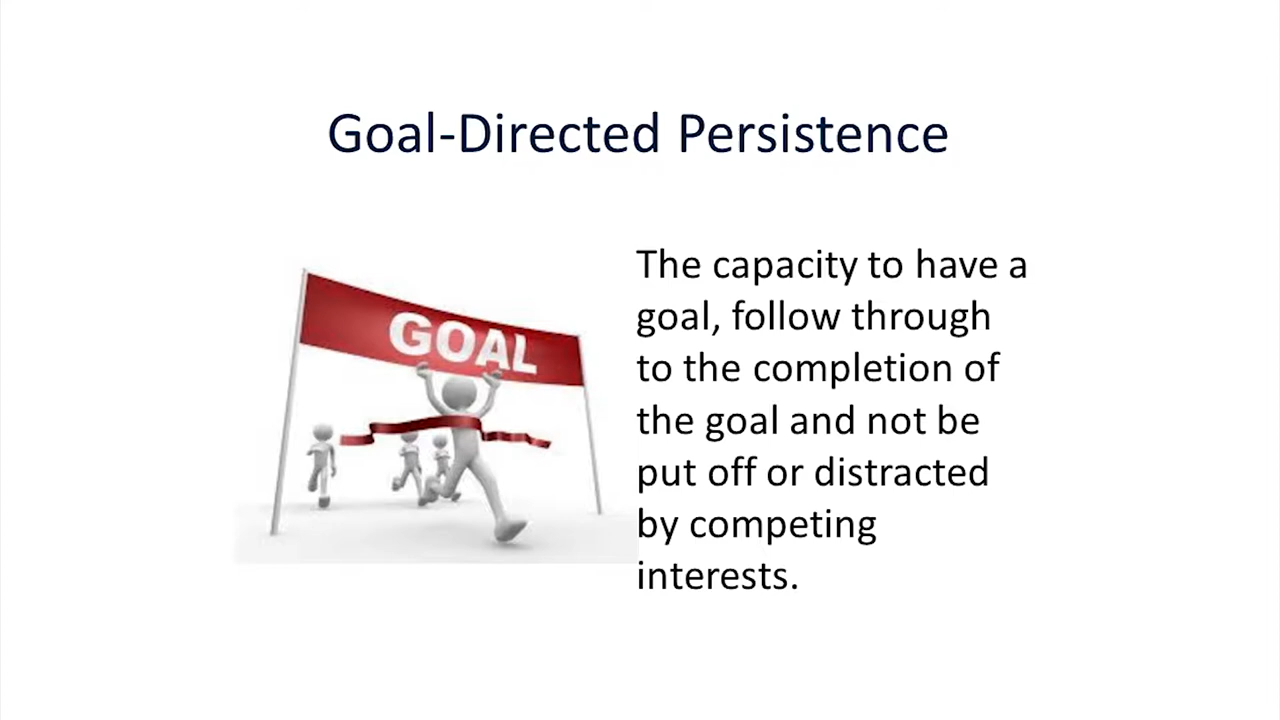 Goal-Directed Persistence
GOAL
The capacity to have a
goal, follow through
to the completion of
the goal and not be
put off or distracted
by competing
interests.